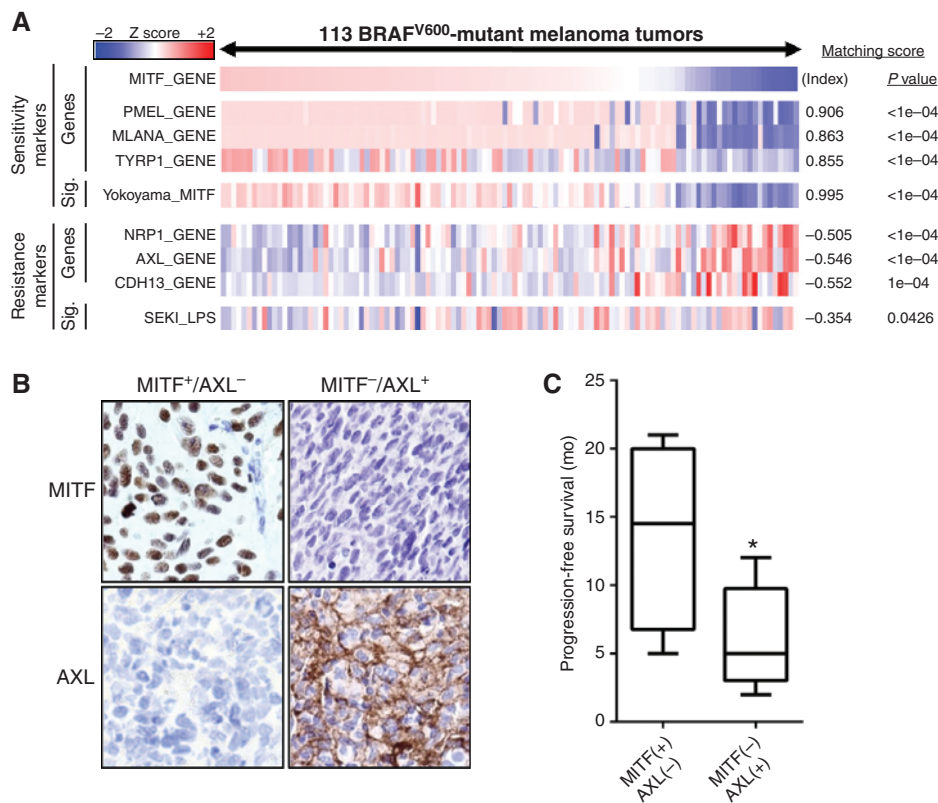 A
–2 Z score +2
113 BRAFV600-mutant melanoma tumors
Matching score
(Index) P value
Sensitivity markers
Genes
MITF_GENE
PMEL_GENE 0.906 <1e–04
MLANA_GENE 0.863 <1e–04
TYRP1_GENE 0.855 <1e–04
Sig.
Yokoyama_MITF 0.995 <1e–04
Resistance markers
Genes
NRP1_GENE –0.505 <1e–04
AXL_GENE –0.546 <1e–04
CDH13_GENE –0.552 1e–04
Sig.
SEKI_LPS –0.354 0.0426
B
MITF+/AXL– MITF–/AXL+
MITF
AXL
C
Progression-free survival (mo)
25
20
15
10
5
0
*
MITF(+)
AXL(–)
MITF(–)
AXL(+)